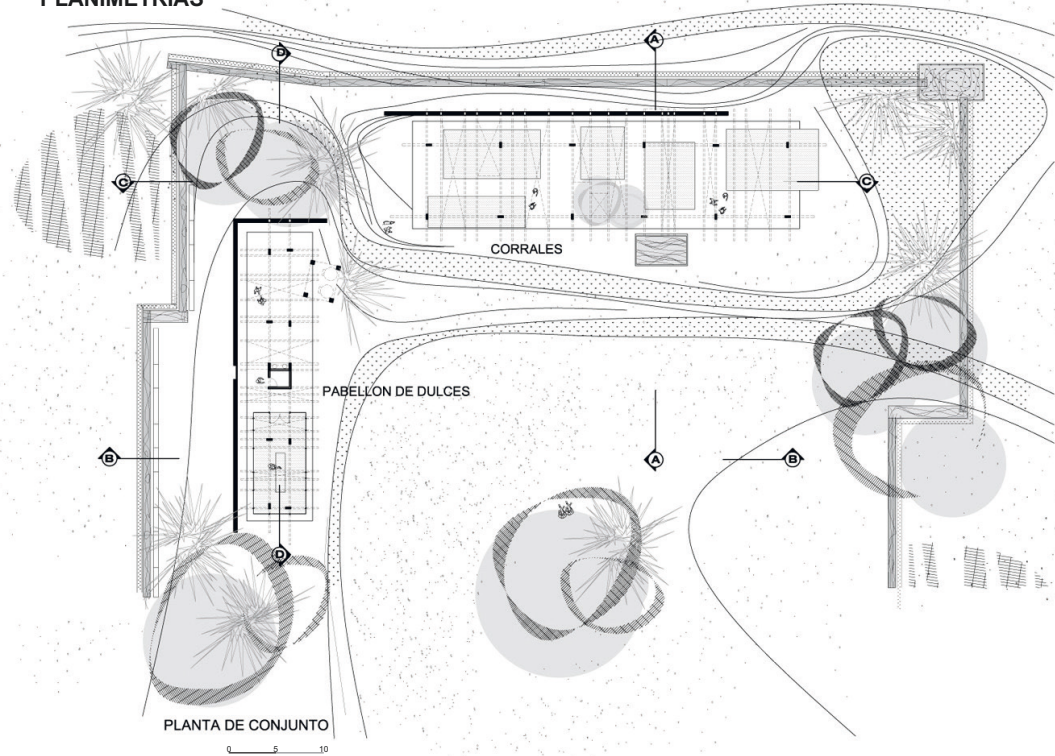 PLANIMETRIAS
D
A
C
C
CORRALES
PABELLON DE DULCES
B
A
B
D
PLANTA DE CONJUNTO
0 5 10